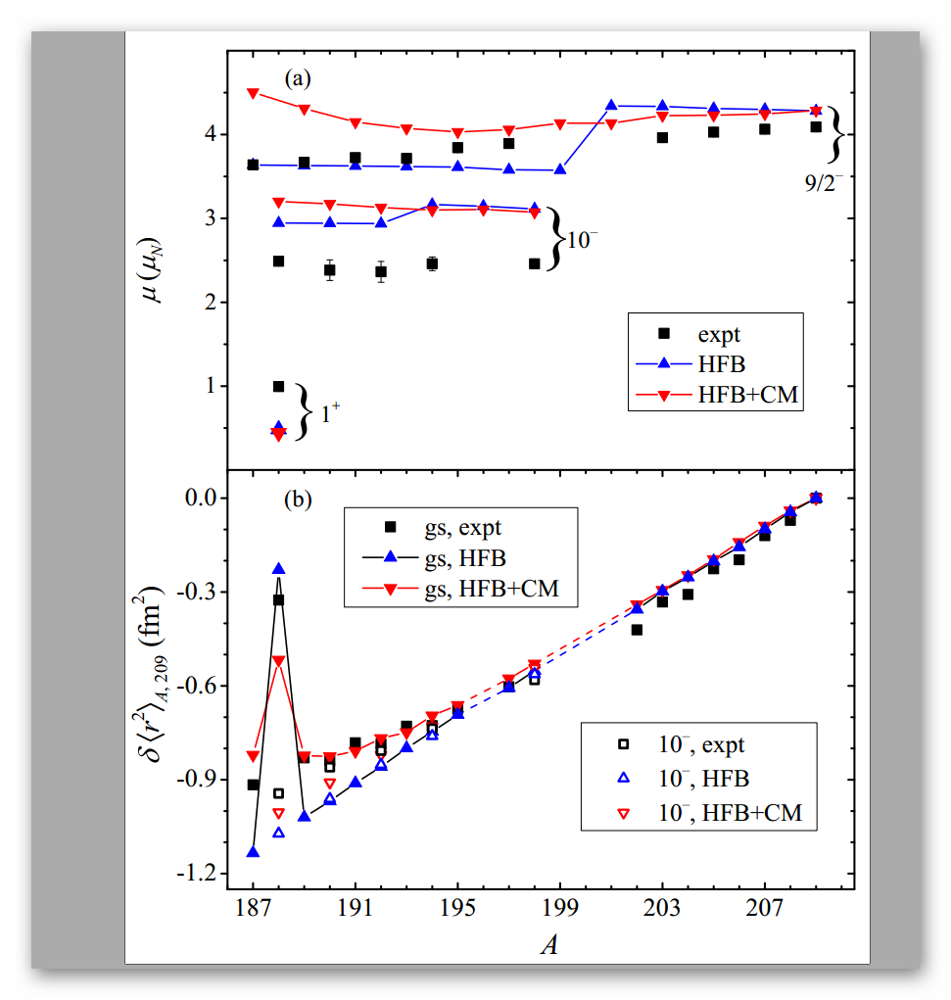 (a)
4
3
2
1
μ (μ_N)
9/2⁻
10⁻
1⁺
expt
HFB
HFB+CM
(b)
0.0
-0.3
-0.6
-0.9
-1.2
δ⟨r²⟩_A, 209 (fm²)
gs, expt
gs, HFB
gs, HFB+CM
10⁻, expt
10⁻, HFB
10⁻, HFB+CM
187 191 195 199 203 207
A